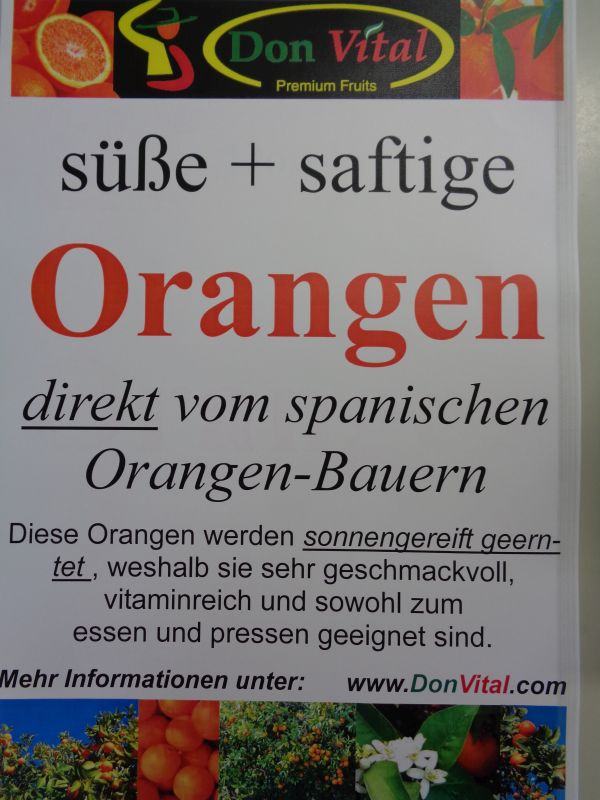 Don Vital
Premium Fruits
süße + saftige
Orangen
direkt vom spanischen
Orangen-Bauern
Diese Orangen werden sonnengereift geern-
tet , weshalb sie sehr geschmackvoll,
vitaminreich und sowohl zum
essen und pressen geeignet sind.
Mehr Informationen unter: www.DonVital.com